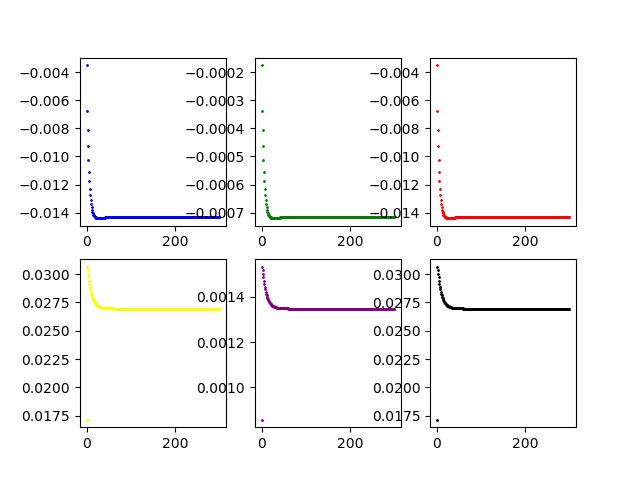 −0.004 −0.0002 −0.004
−0.006 −0.0003 −0.006
−0.008 −0.0004 −0.008
−0.010 −0.0005 −0.010
−0.012 −0.0006 −0.012
−0.014 −0.0007 −0.014
0 200 0 200 0 200
0.0300 0.0300
0.0275 0.0014 0.0275
0.0250 0.0250
0.0225 0.0012 0.0225
0.0200 0.0010 0.0200
0.0175 0.0175
0 200 0 200 0 200